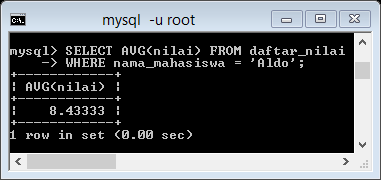 mysql -u root
mysql> SELECT AVG(nilai) FROM daftar_nilai
    -> WHERE nama_mahasiswa = 'Aldo';
+------------+
| AVG(nilai) |
+------------+
|    8.43333 |
+------------+
1 row in set (0.00 sec)